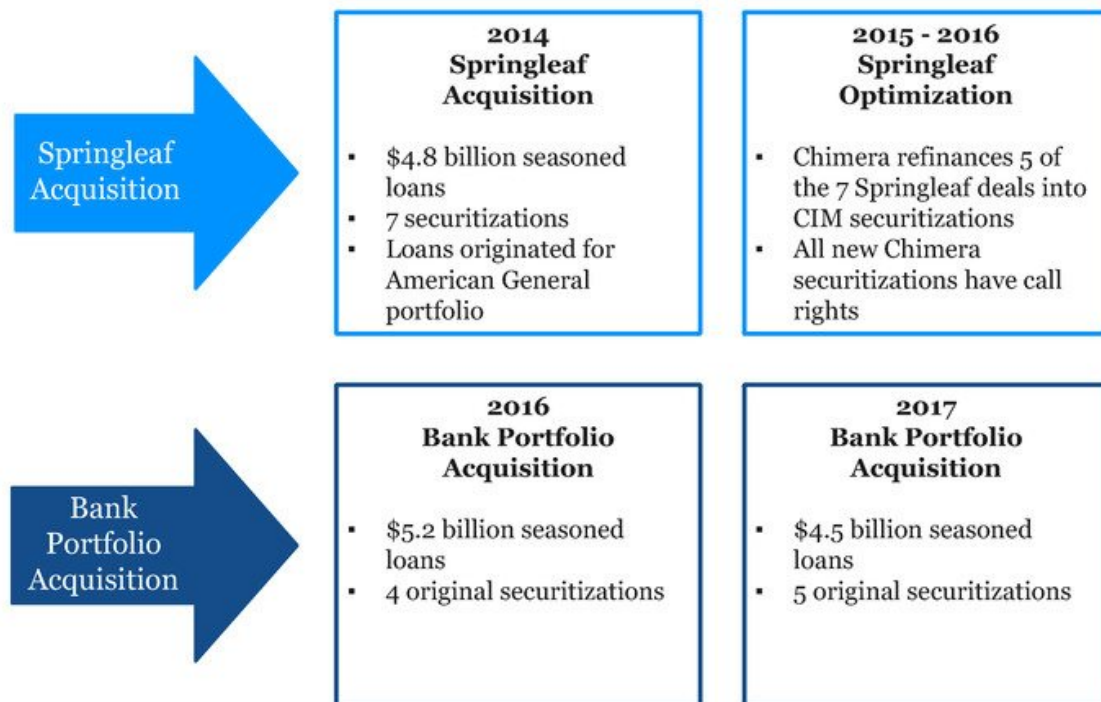 Springleaf
Acquisition
2014
Springleaf
Acquisition
▪ $4.8 billion seasoned
loans
▪ 7 securitizations
▪ Loans originated for
American General
portfolio
2015 - 2016
Springleaf
Optimization
▪ Chimera refinances 5 of
the 7 Springleaf deals into
CIM securitizations
▪ All new Chimera
securitizations have call
rights
Bank
Portfolio
Acquisition
2016
Bank Portfolio
Acquisition
▪ $5.2 billion seasoned
loans
▪ 4 original securitizations
2017
Bank Portfolio
Acquisition
▪ $4.5 billion seasoned
loans
▪ 5 original securitizations